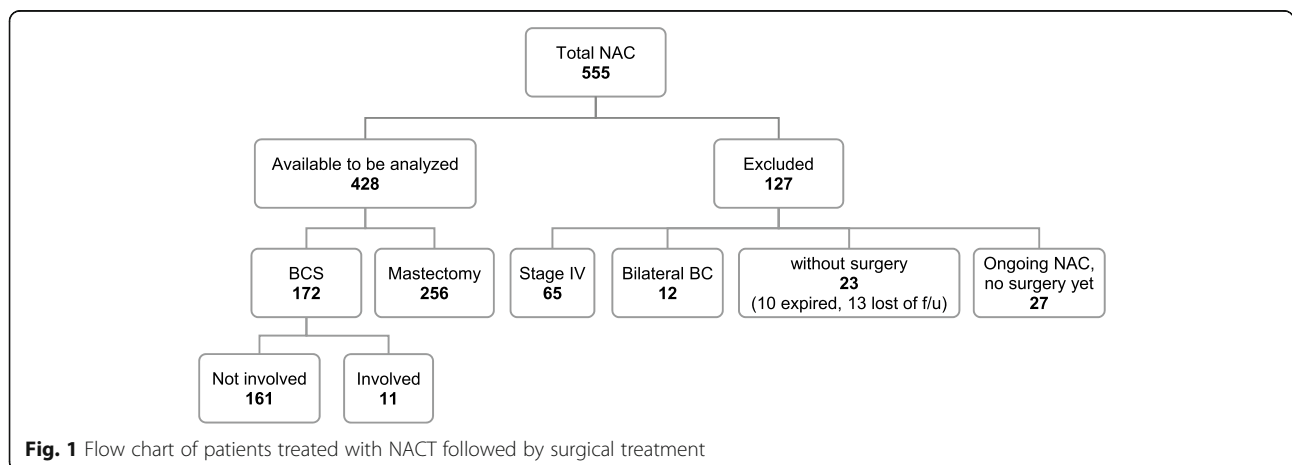 Total NAC
555
Available to be analyzed
428
Excluded
127
BCS
172
Mastectomy
256
Stage IV
65
Bilateral BC
12
without surgery
23
(10 expired, 13 lost of f/u)
Ongoing NAC,
no surgery yet
27
Not involved
161
Involved
11
Fig. 1 Flow chart of patients treated with NACT followed by surgical treatment